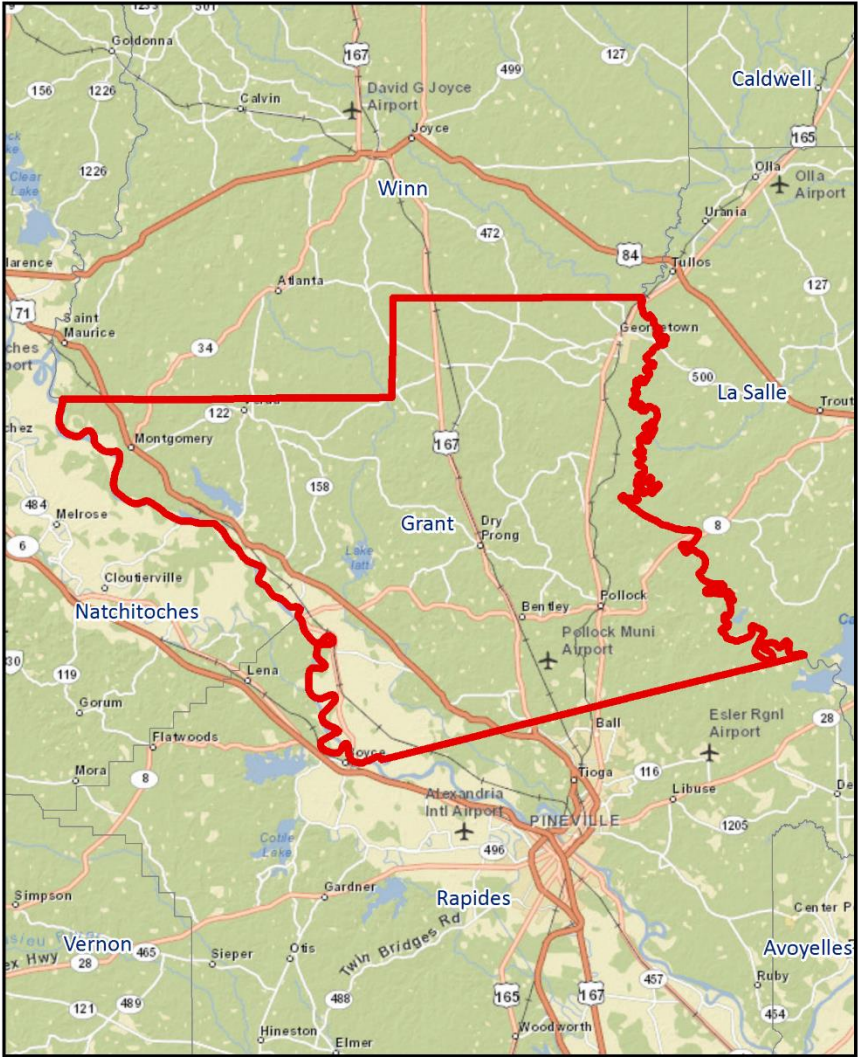 1233
501
Goldonna
167
127
499
Caldwell
156
1226
Calvin
David G Joyce
Airport
Joyce
165
Clear
Lake
1226
Olla
Olla
Airport
Winn
Urania
472
84
Tullos
Atlanta
127
71
Saint
Maurice
Georgetown
34
500
La Salle
Trout
122
Montgomery
167
158
484
Melrose
Grant
Dry
Prong
8
6
Lake
Iatt
Cloutierville
Natchitoches
Bentley
Pollock
Pollock Muni
Airport
30
119
Lena
Gorum
Esler Rgnl
Airport
28
Flatwoods
Ball
Boyce
Mora
8
Tioga
116
Libuse
Alexandria
Intl Airport
PINEVILLE
1205
Cotile
Lake
496
Simpson
Gardner
Rapides
Center P
Vernon
465
28
Sieper
Otis
Twin Bridges Rd
Avoyelles
Ruby
457
121
489
488
165
167
454
Hineston
Elmer
Woodworth